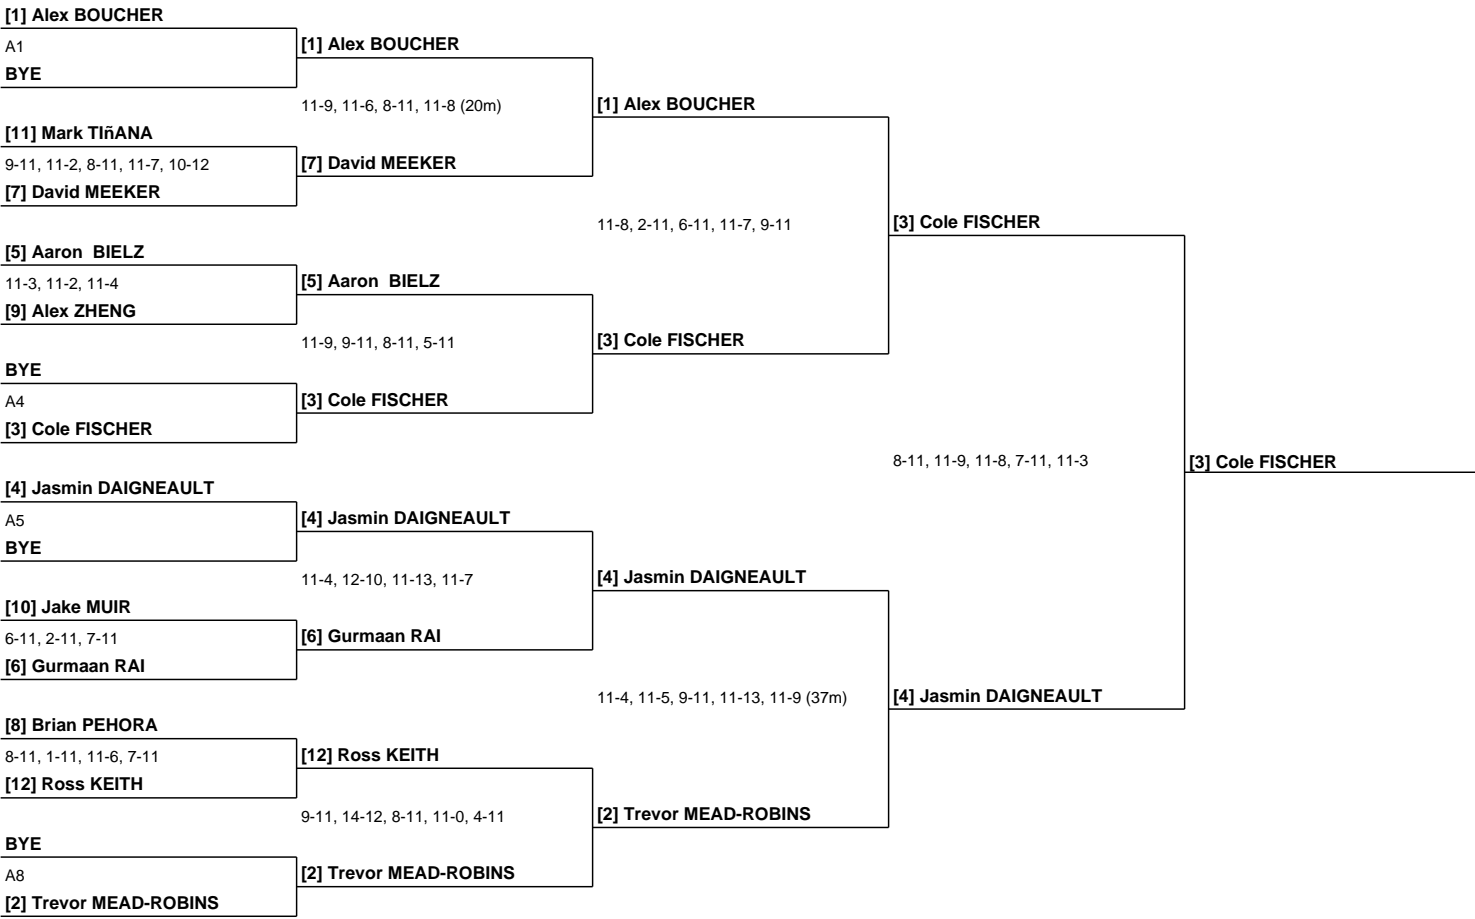 [1] Alex BOUCHER
A1
BYE
[11] Mark TIñANA
9-11, 11-2, 8-11, 11-7, 10-12
[7] David MEEKER
[5] Aaron  BIELZ
11-3, 11-2, 11-4
[9] Alex ZHENG
BYE
A4
[3] Cole FISCHER
[4] Jasmin DAIGNEAULT
A5
BYE
[10] Jake MUIR
6-11, 2-11, 7-11
[6] Gurmaan RAI
[8] Brian PEHORA
8-11, 1-11, 11-6, 7-11
[12] Ross KEITH
BYE
A8
[2] Trevor MEAD-ROBINS
[1] Alex BOUCHER
11-9, 11-6, 8-11, 11-8 (20m)
[7] David MEEKER
[5] Aaron  BIELZ
11-9, 9-11, 8-11, 5-11
[3] Cole FISCHER
[4] Jasmin DAIGNEAULT
11-4, 12-10, 11-13, 11-7
[6] Gurmaan RAI
[12] Ross KEITH
9-11, 14-12, 8-11, 11-0, 4-11
[2] Trevor MEAD-ROBINS
[1] Alex BOUCHER
11-8, 2-11, 6-11, 11-7, 9-11
[3] Cole FISCHER
[4] Jasmin DAIGNEAULT
11-4, 11-5, 9-11, 11-13, 11-9 (37m)
[2] Trevor MEAD-ROBINS
[3] Cole FISCHER
8-11, 11-9, 11-8, 7-11, 11-3
[4] Jasmin DAIGNEAULT
[3] Cole FISCHER